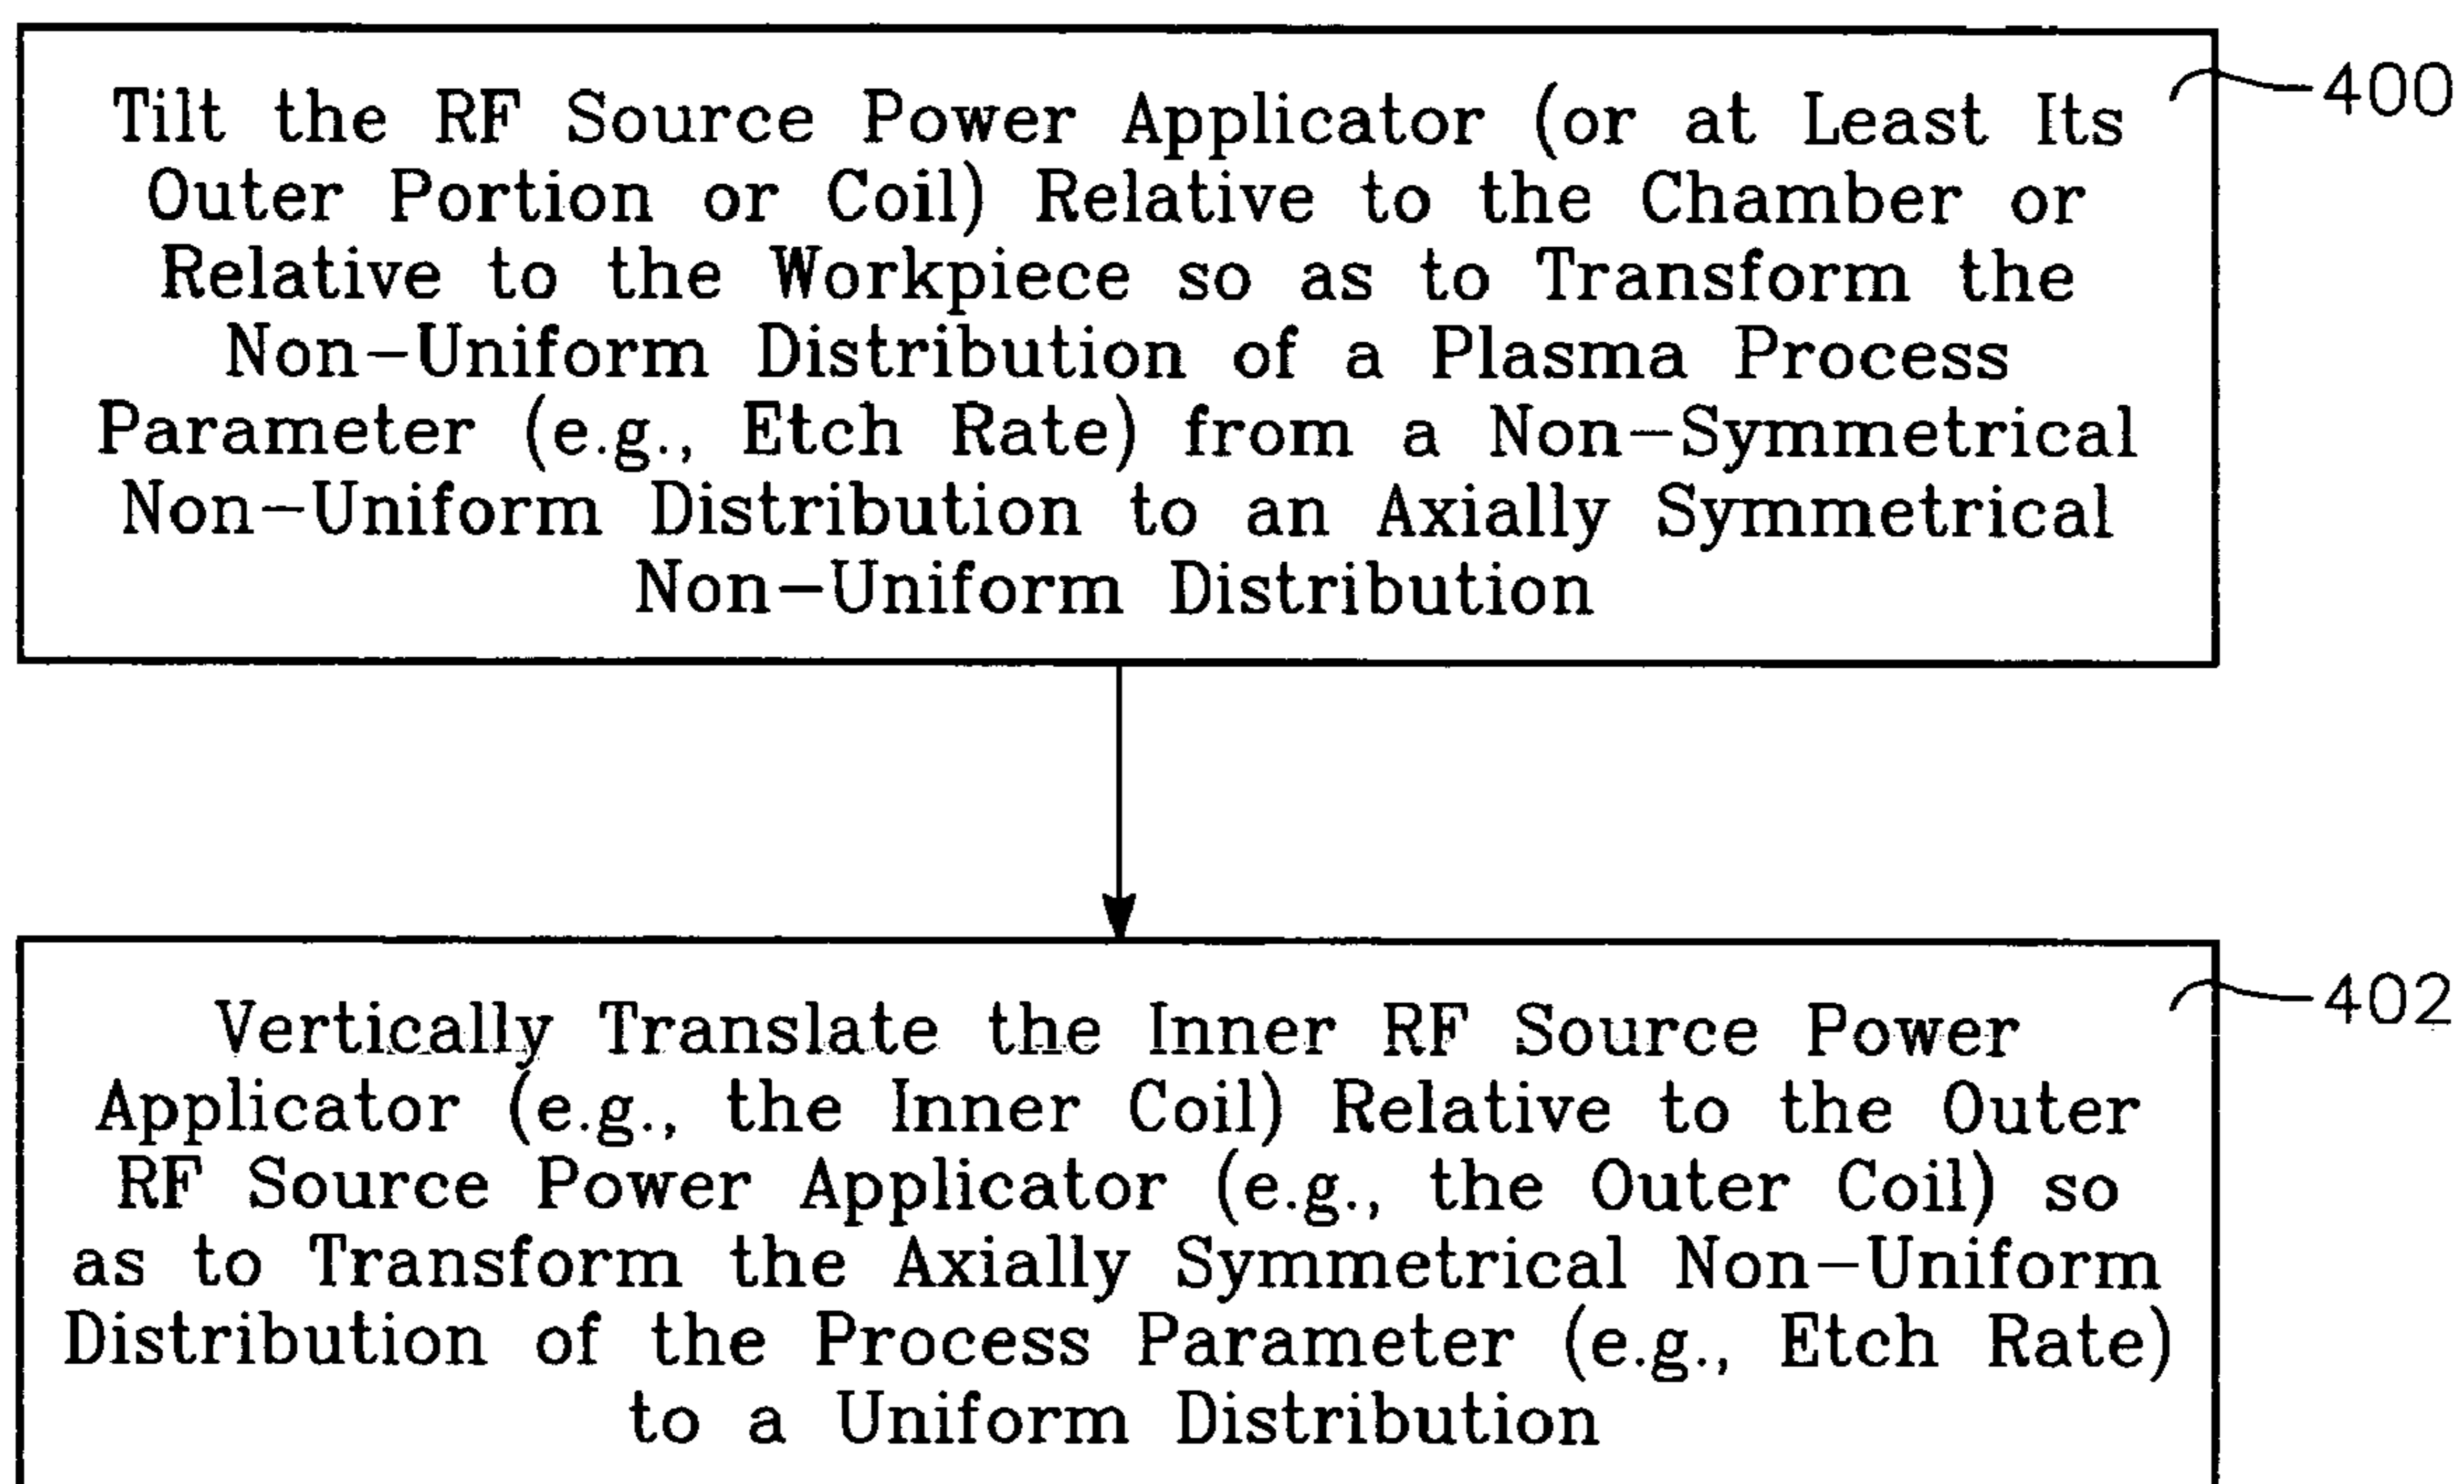 Tilt the RF Source Power Applicator (or at Least Its
400
Outer Portion or Coil) Relative to the Chamber or
Relative to the Workpiece so as to Transform the
Non-Uniform Distribution of a Plasma Process
Parameter (e.g., Etch Rate) from a Non-Symmetrical
Non-Uniform Distribution to an Axially Symmetrical
Non-Uniform Distribution
Vertically Translate the Inner RF Source Power
402
Applicator (e.g., the Inner Coil) Relative to the Outer
RF Source Power Applicator (e.g., the Outer Coil) so
as to Transform the Axially Symmetrical Non-Uniform
Distribution of the Process Parameter (e.g., Etch Rate)
to a Uniform Distribution